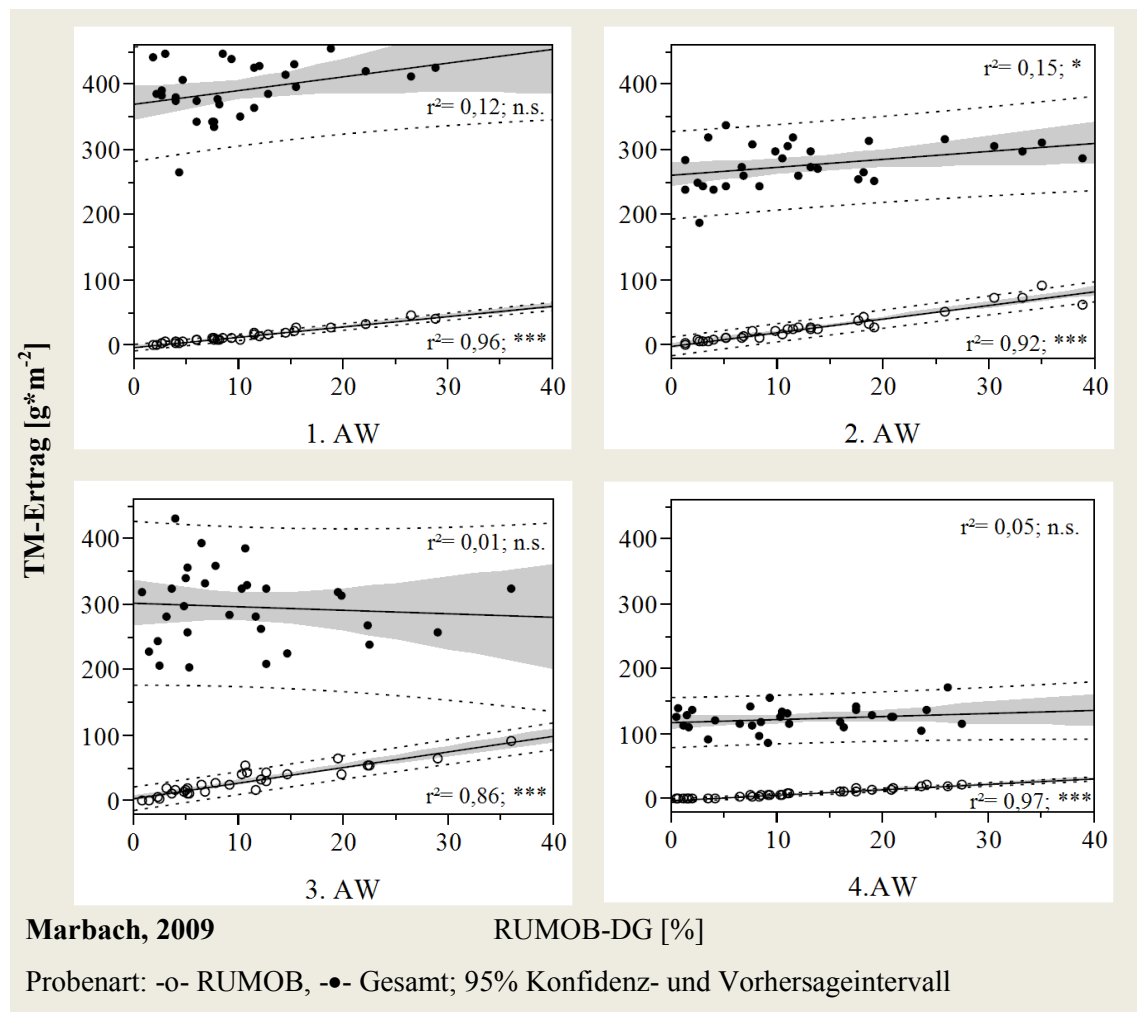 TM-Ertrag [g*m-2]
400
300
200
100
0
r²= 0,12; n.s.
r²= 0,96; ***
0 10 20 30 40
1. AW
400
300
200
100
0
r²= 0,15; *
r²= 0,92; ***
0 10 20 30 40
2. AW
400
300
200
100
0
r²= 0,01; n.s.
r²= 0,86; ***
0 10 20 30 40
3. AW
400
300
200
100
0
r²= 0,05; n.s.
r²= 0,97; ***
0 10 20 30 40
4.AW
Marbach, 2009 RUMOB-DG [%]
Probenart: -o- RUMOB, -●- Gesamt; 95% Konfidenz- und Vorhersageintervall